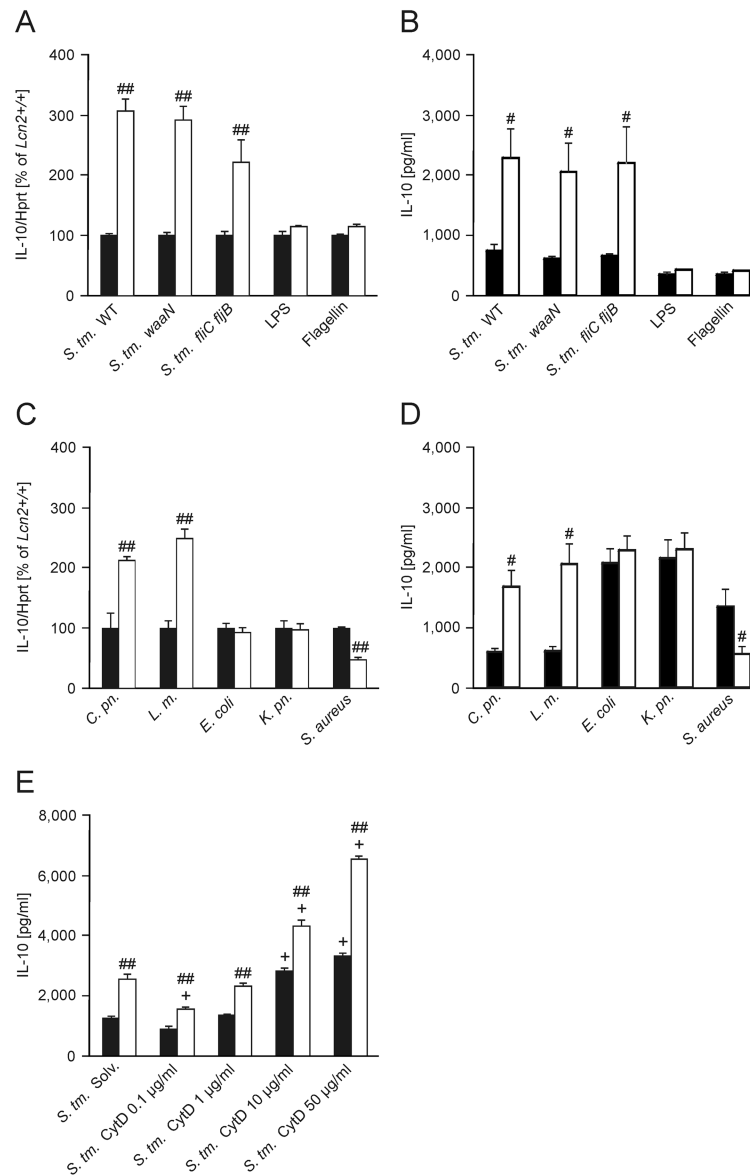 A
IL-10/Hprt [% of Lcn2+/+]
400
300
200
100
0
##
##
##
S. tm. WT
S. tm. waaN
S. tm. fliC fljB
LPS
Flagellin
B
IL-10 [pg/ml]
4,000
3,000
2,000
1,000
0
#
#
#
S. tm. WT
S. tm. waaN
S. tm. fliC fljB
LPS
Flagellin
C
IL-10/Hprt [% of Lcn2+/+]
400
300
200
100
0
##
##
##
C. pn.
L. m.
E. coli
K. pn.
S. aureus
D
IL-10 [pg/ml]
4,000
3,000
2,000
1,000
0
#
#
#
C. pn.
L. m.
E. coli
K. pn.
S. aureus
E
IL-10 [pg/ml]
8,000
6,000
4,000
2,000
0
##
##
+
##
+
##
+
+
##
+
S. tm. Solv.
S. tm. CytD 0.1 µg/ml
S. tm. CytD 1 µg/ml
S. tm. CytD 10 µg/ml
S. tm. CytD 50 µg/ml